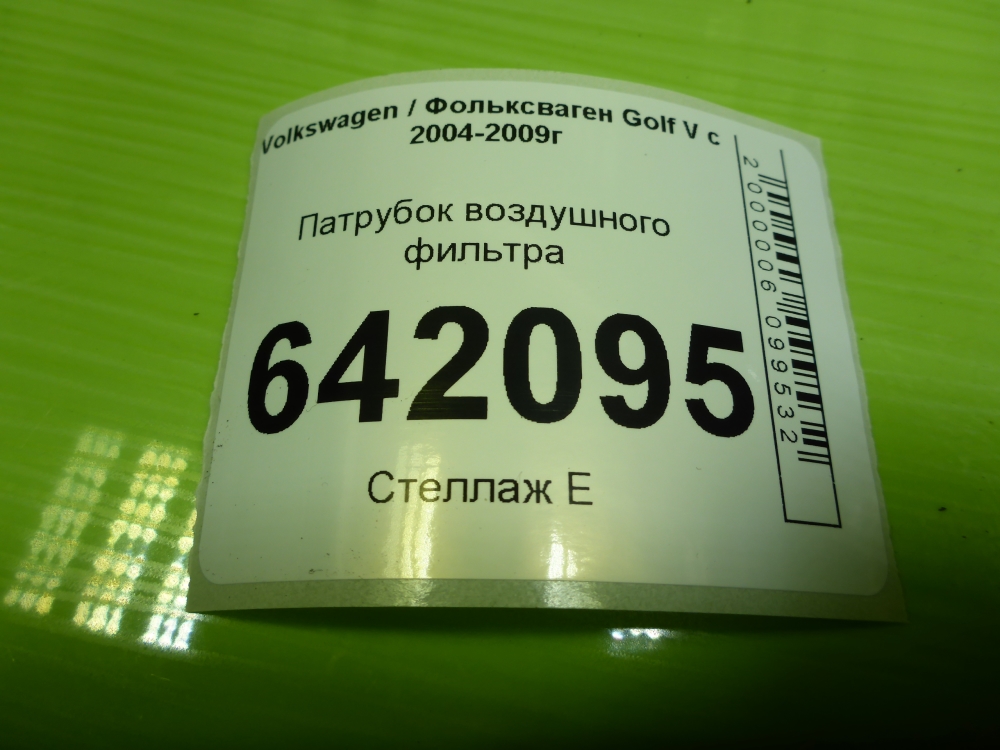 Volkswagen / Фольксваген Golf V с
2004-2009г
Патрубок воздушного
фильтра
642095
Стеллаж Е
2000006099532